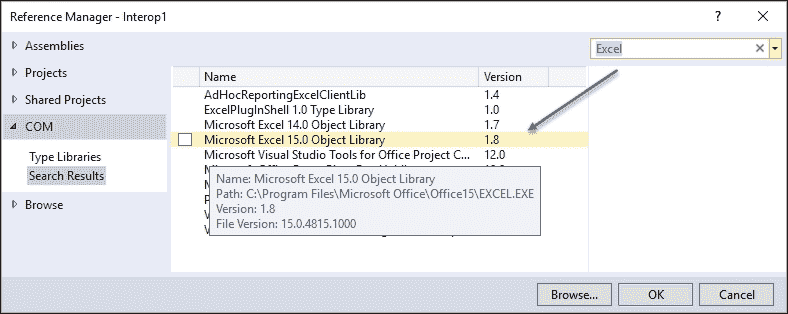 Reference Manager - Interop1 ? ×
Assemblies
Projects
Shared Projects
COM
Type Libraries
Search Results
Browse
Name Version
AdHocReportingExcelClientLib 1.4
ExcelPlugInShell 1.0 Type Library 1.0
Microsoft Excel 14.0 Object Library 1.7
Microsoft Excel 15.0 Object Library 1.8
Microsoft Visual Studio Tools for Office Project C... 12.0
Name: Microsoft Excel 15.0 Object Library
Path: C:\Program Files\Microsoft Office\Office15\EXCEL.EXE
Version: 1.8
File Version: 15.0.4815.1000
Excel
Browse... OK Cancel